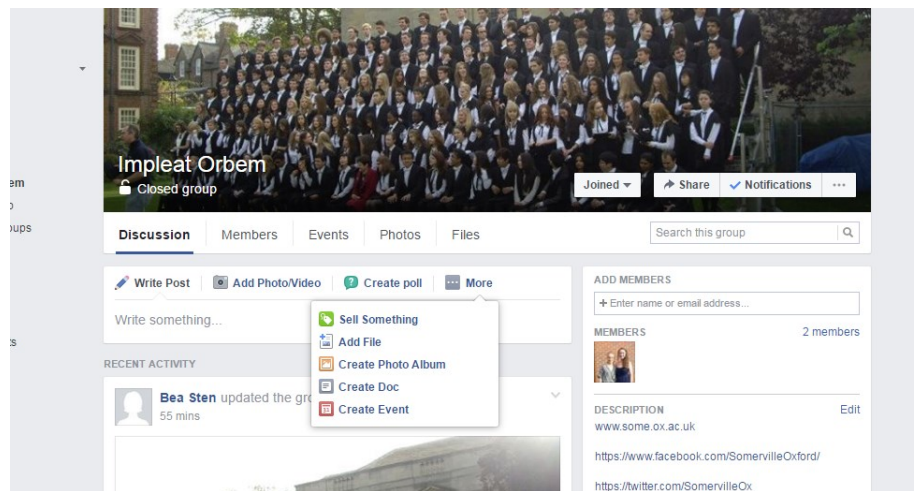 Impleat Orbem
Closed group
Joined Share Notifications ...
em
ups
Discussion Members Events Photos Files Search this group
Write Post Add Photo/Video Create poll More
Write something...
Sell Something
Add File
Create Photo Album
Create Doc
Create Event
RECENT ACTIVITY
Bea Sten updated the gro
55 mins
ADD MEMBERS
+ Enter name or email address...
MEMBERS 2 members
DESCRIPTION Edit
www.some.ox.ac.uk
https://www.facebook.com/SomervilleOxford/
https://twitter.com/SomervilleOx